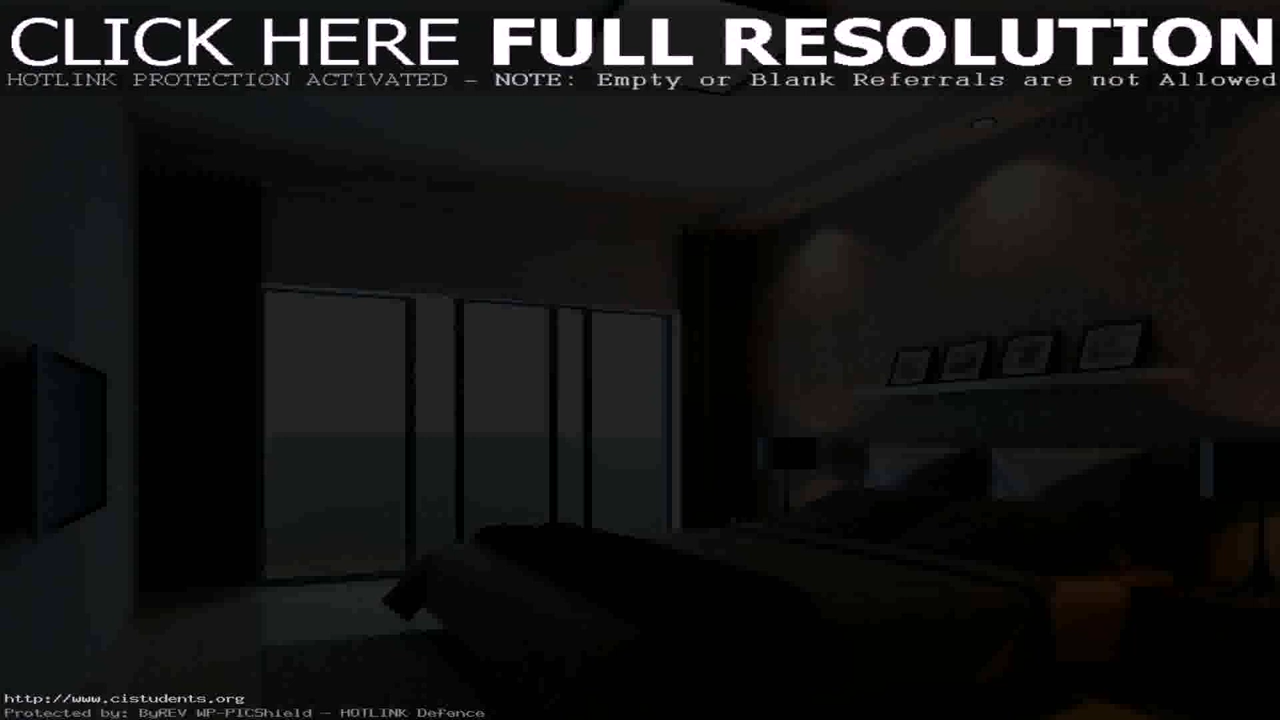 CLICK HERE FULL RESOLUTION
HOTLINK PROTECTION ACTIVATED – NOTE: Empty or Blank Referrals are not Allowed
http://www.cistudents.org
Protected by: ByREV WP-PICShield – HOTLINK Defence